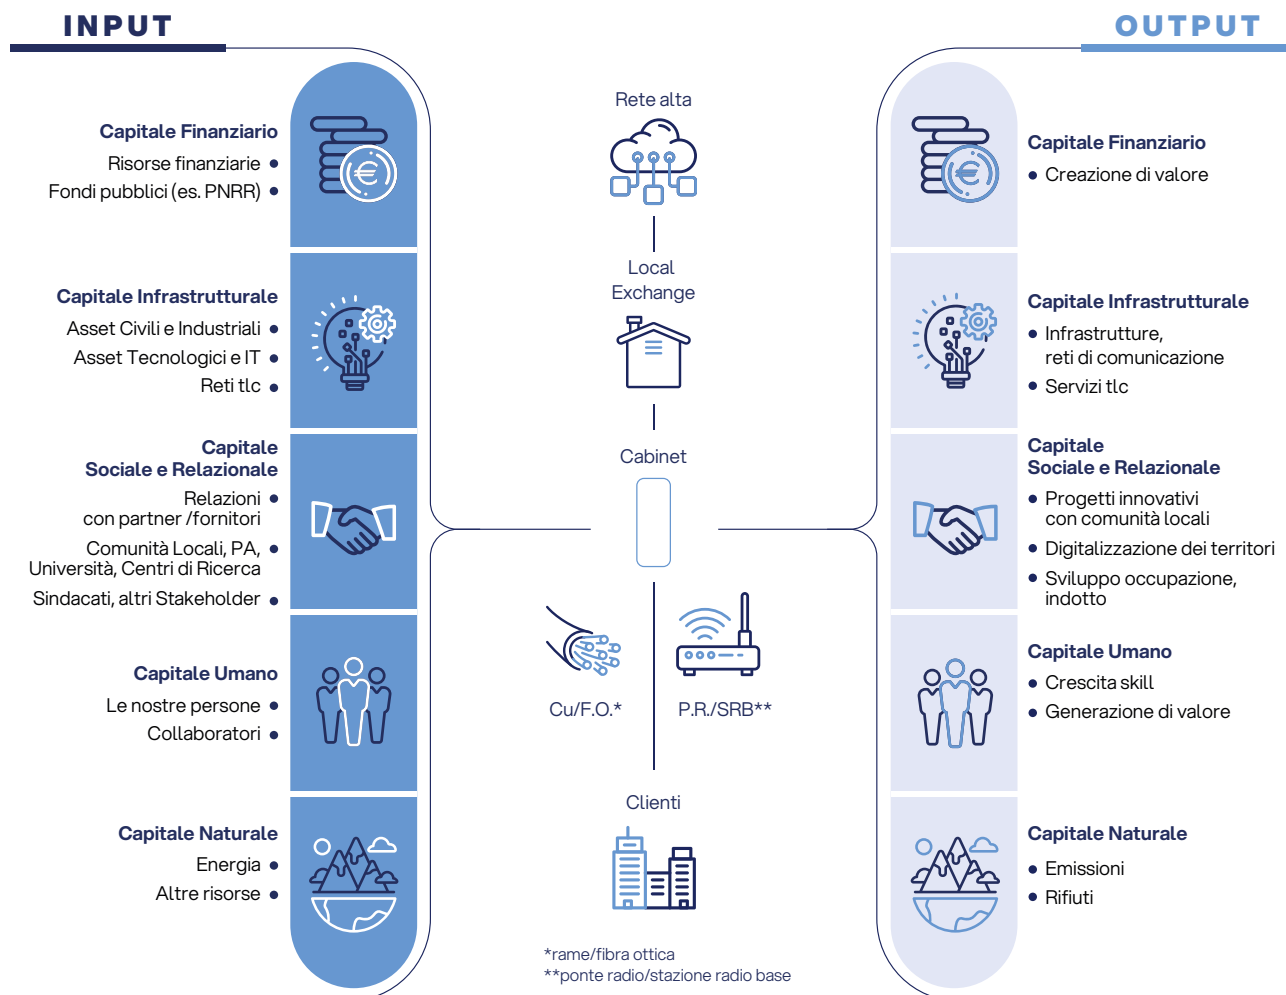 INPUT
Capitale Finanziario
Risorse finanziarie
Fondi pubblici (es. PNRR)
Capitale Infrastrutturale
Asset Civili e Industriali
Asset Tecnologici e IT
Reti tlc
Capitale
Sociale e Relazionale
Relazioni
con partner /fornitori
Comunità Locali, PA,
Università, Centri di Ricerca
Sindacati, altri Stakeholder
Capitale Umano
Le nostre persone
Collaboratori
Capitale Naturale
Energia
Altre risorse
Rete alta
Local
Exchange
Cabinet
Cu/F.O.*
P.R./SRB**
Clienti
*rame/fibra ottica
**ponte radio/stazione radio base
OUTPUT
Capitale Finanziario
Creazione di valore
Capitale Infrastrutturale
Infrastrutture,
reti di comunicazione
Servizi tlc
Capitale
Sociale e Relazionale
Progetti innovativi
con comunità locali
Digitalizzazione dei territori
Sviluppo occupazione,
indotto
Capitale Umano
Crescita skill
Generazione di valore
Capitale Naturale
Emissioni
Rifiuti